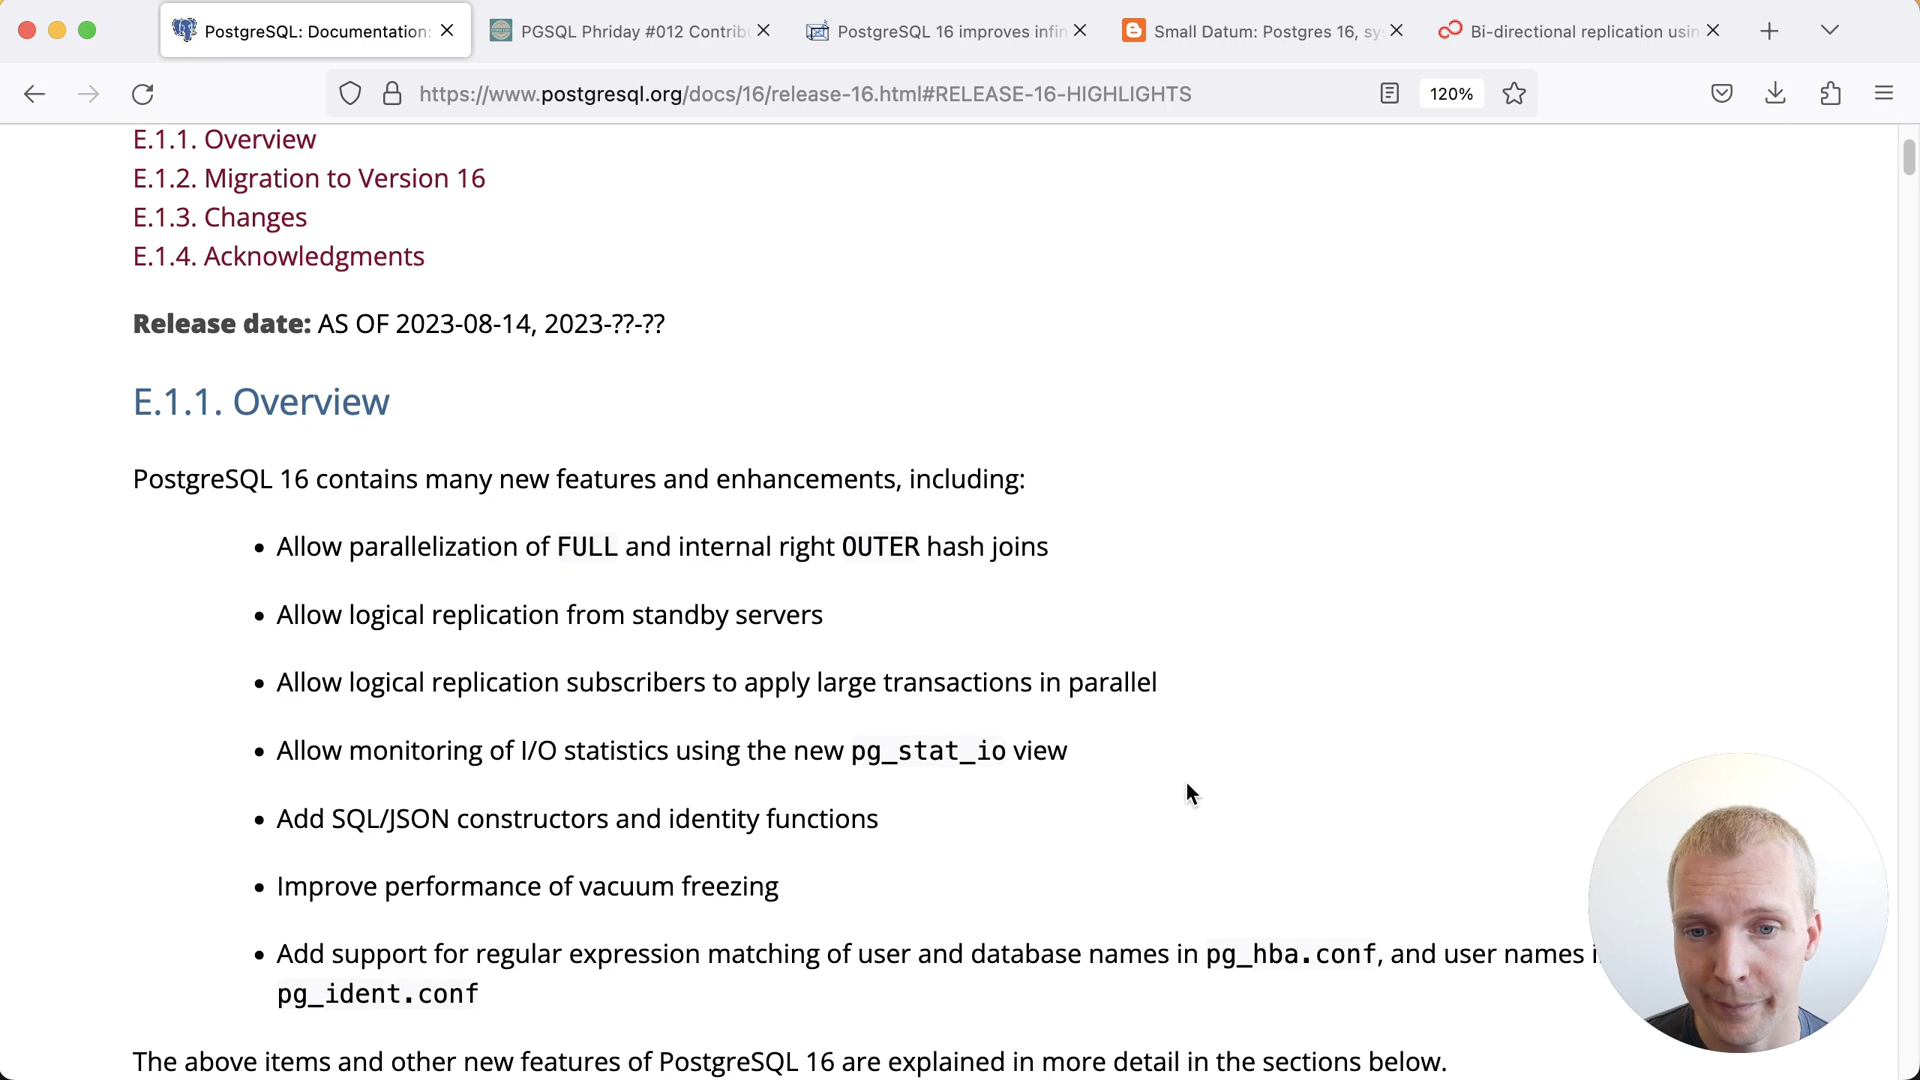 PostgreSQL: Documentation:
PGSQL Phriday #012 Contrib
PostgreSQL 16 improves infin
Small Datum: Postgres 16, sy
Bi-directional replication usin
https://www.postgresql.org/docs/16/release-16.html#RELEASE-16-HIGHLIGHTS
120%
E.1.1. Overview
E.1.2. Migration to Version 16
E.1.3. Changes
E.1.4. Acknowledgments
Release date: AS OF 2023-08-14, 2023-??-??
E.1.1. Overview
PostgreSQL 16 contains many new features and enhancements, including:
• Allow parallelization of FULL and internal right OUTER hash joins
• Allow logical replication from standby servers
• Allow logical replication subscribers to apply large transactions in parallel
• Allow monitoring of I/O statistics using the new pg_stat_io view
• Add SQL/JSON constructors and identity functions
• Improve performance of vacuum freezing
• Add support for regular expression matching of user and database names in pg_hba.conf, and user names
pg_ident.conf
The above items and other new features of PostgreSQL 16 are explained in more detail in the sections below.